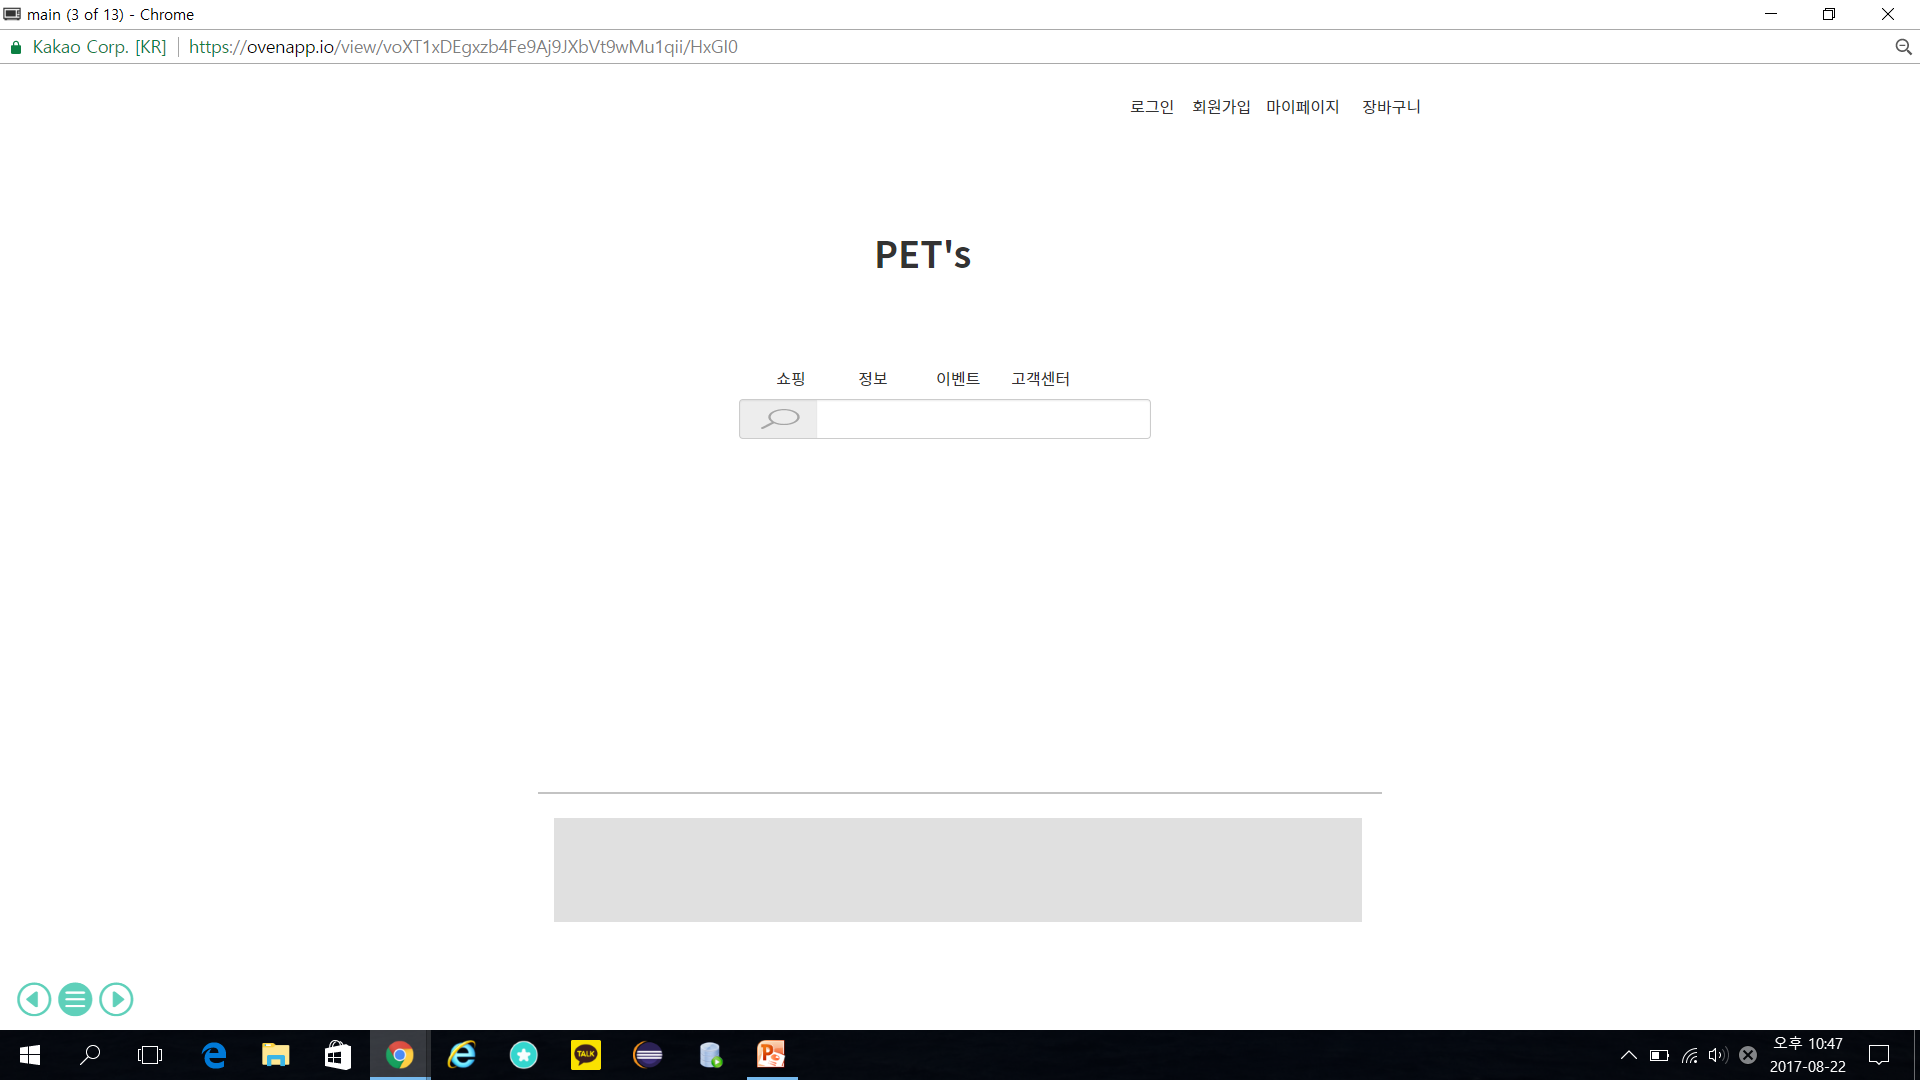 main (3 of 13) - Chrome
Kakao Corp. [KR] https://ovenapp.io/view/voXT1xDEgxzb4Fe9Aj9JXbVt9wMu1qii/HxGI0
로그인 회원가입 마이페이지 장바구니
PET's
쇼핑 정보 이벤트 고객센터
TALK
오후 10:47
2017-08-22